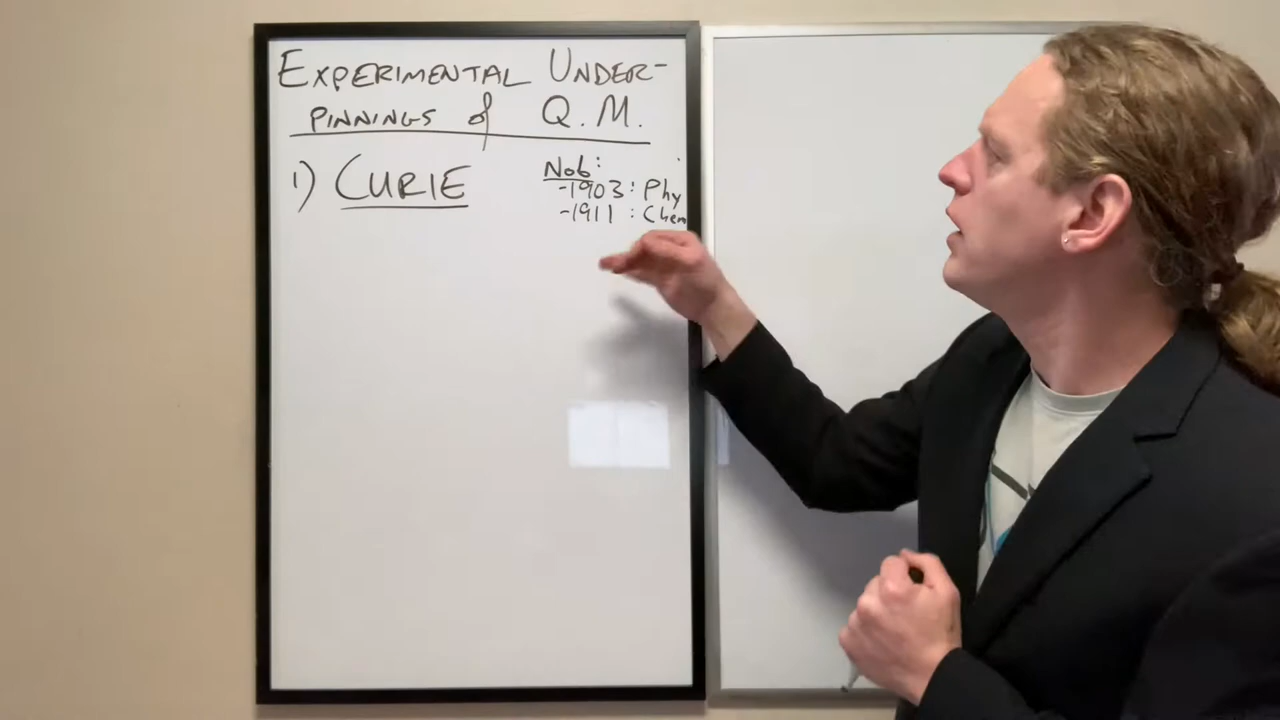 EXPERIMENTAL UNDER-
PINNINGS of Q.M.
1) CURIE
Nob:
-1903: Phy
-1911: Chem